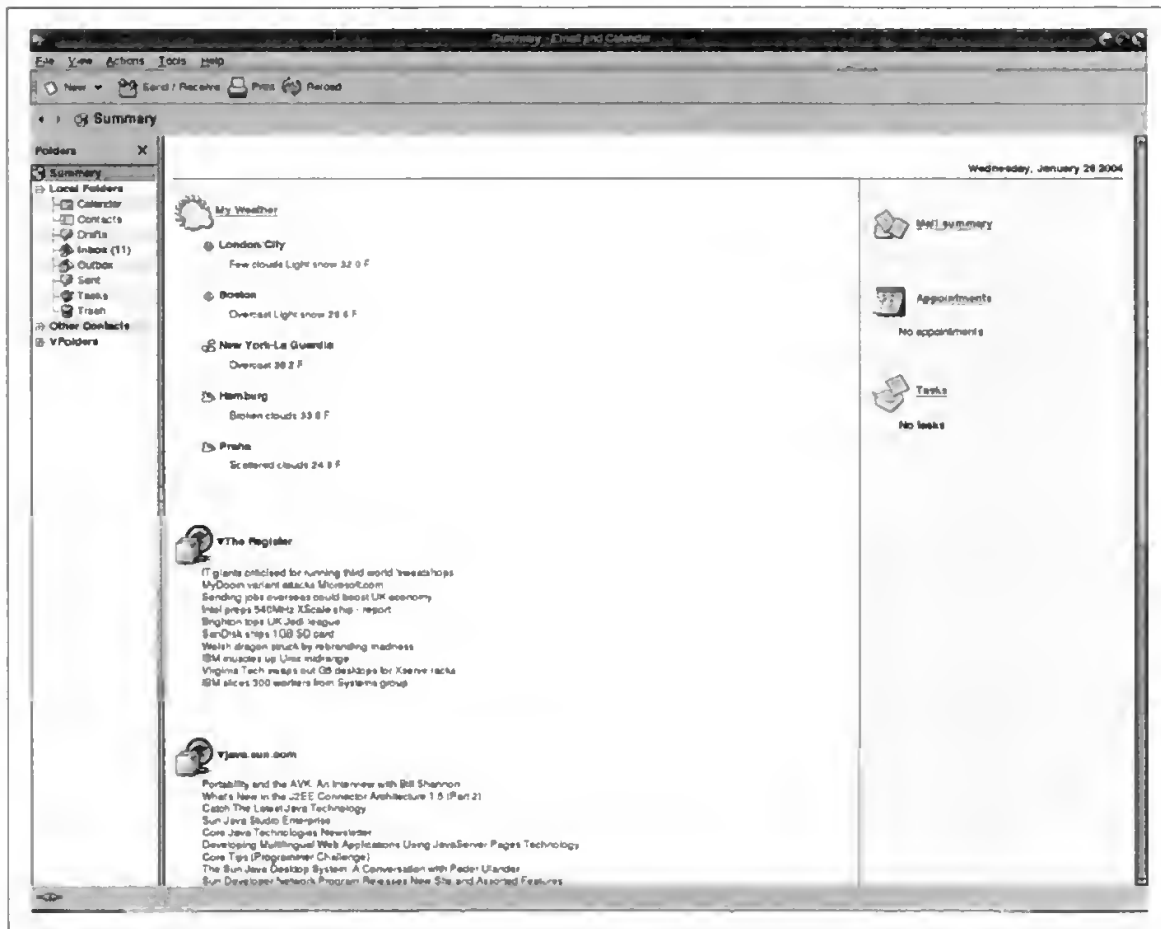 Summary - Email and Calendar
File View Actions Tools Help
New Send / Receive Print Reload
Summary
Folders X
Summary
Local Folders
Calendar
Contacts
Drafts
Inbox (11)
Outbox
Sent
Tasks
Trash
Other Contacts
VFolders
Wednesday, January 28 2004
My Weather
London/City
Few clouds Light snow 32.0 F
Boston
Overcast Light snow
New York-La Guardia
Overcast
Hamburg
Broken clouds
Praha
Scattered clouds
The Register
IT giants criticised for running third world 'sweatshops
MyDoom variant attacks Microsoft.com
Sending jobs overseas could boost UK economy
Intel preps 540MHz XScale chip - report
Brighton tops UK Jedi league
SanDisk ships 1GB SD card
Welsh dragon struck by rebranding madness
IBM muscles up Unix midrange
Virginia Tech swaps out G5 desktops for Xserve racks
IBM slices 300 workers from Systems group
java.sun.com
Portability and the AVK: An Interview with Bill Shannon
What's New in the J2EE Connector Architecture 1.5 (Part 2)
Catch The Latest Java Technology
Sun Java Studio Enterprise
Core Java Technologies Newsletter
Developing Multilingual Web Applications Using JavaServer Pages Technology
Core Tips (Programmer Challenge)
The Sun Java Desktop System: A Conversation with Peder Ulander
Sun Developer Network Program Releases New Site and Assorted Features
Mail summary
Appointments
No appointments
Tasks
No tasks